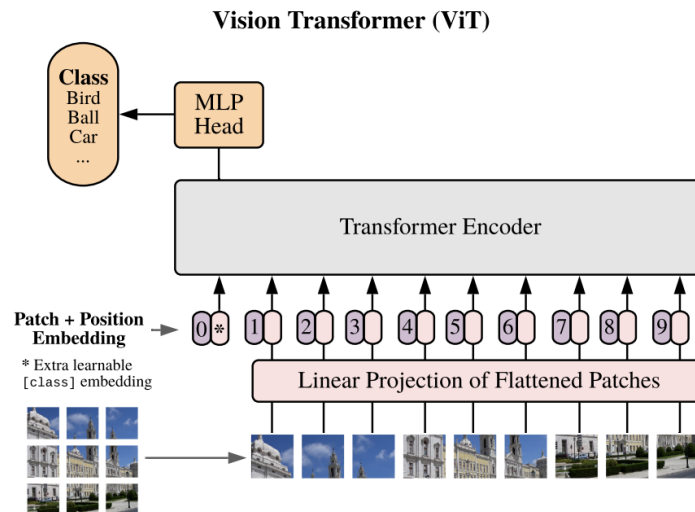 Vision Transformer (ViT)
Class
Bird
Ball
Car
...
MLP
Head
Transformer Encoder
Patch + Position
Embedding
0 * 1 2 3 4 5 6 7 8 9
* Extra learnable
[class] embedding
Linear Projection of Flattened Patches